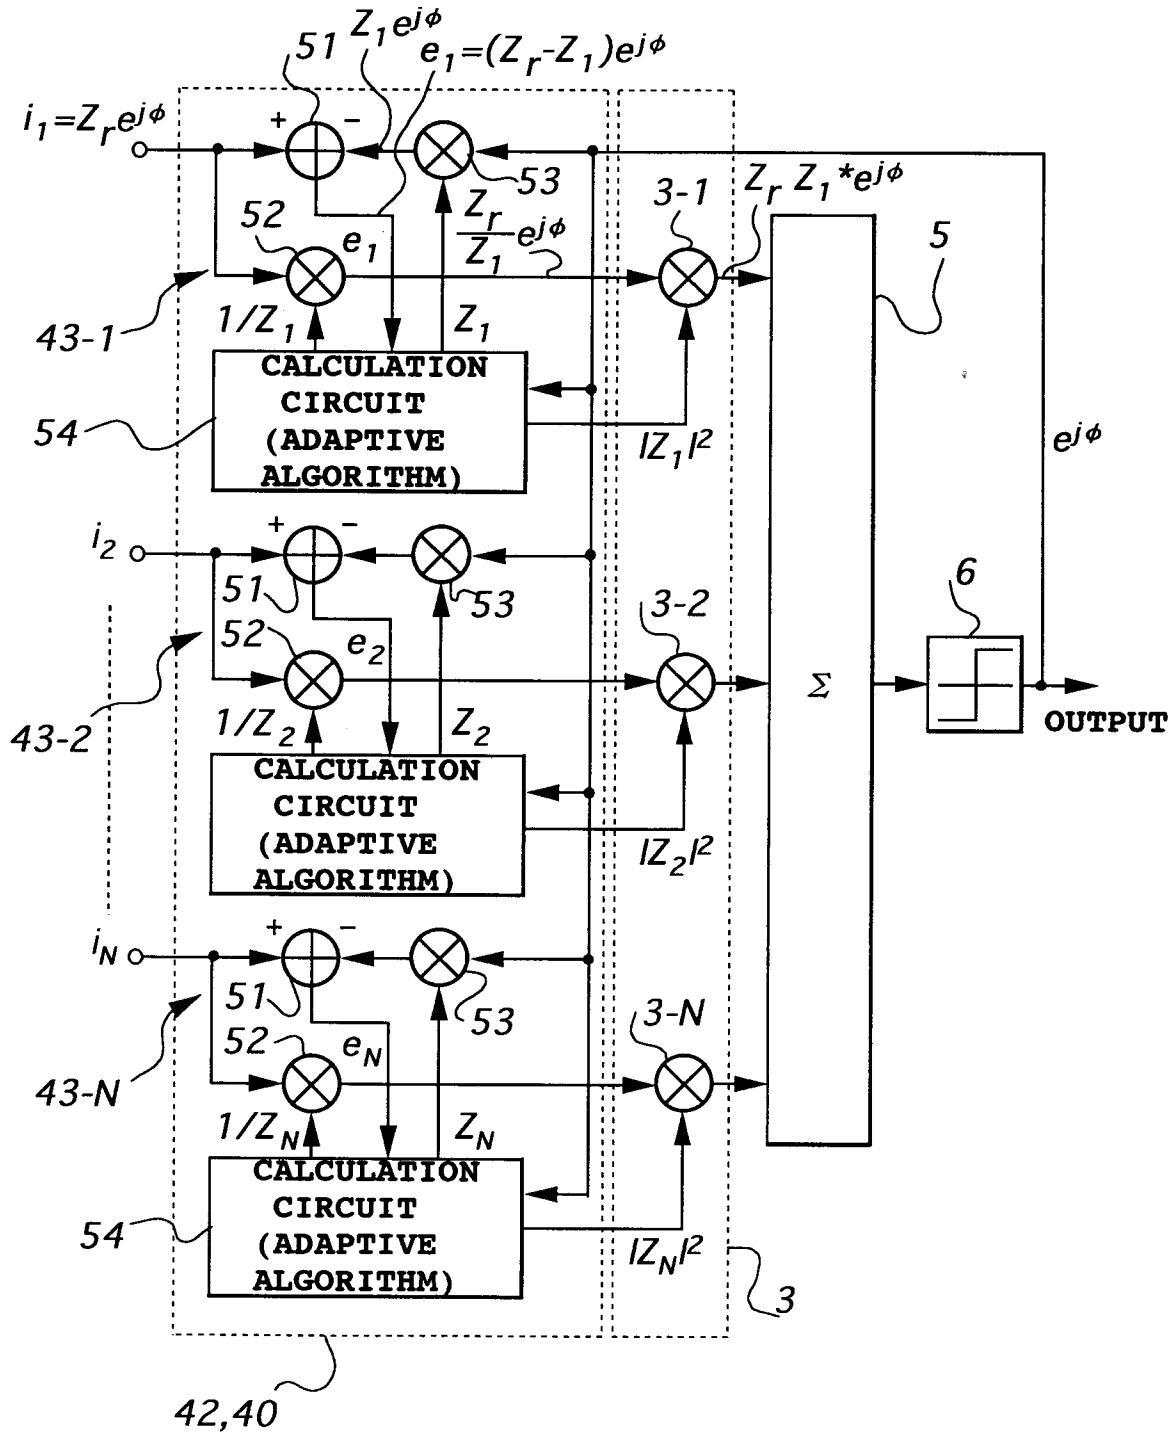 51 Z₁e^jϕ
e₁=(Z_r-Z₁)e^jϕ
i₁=Z_re^jϕ
+ −
53
3-1
Z_r Z₁*e^jϕ
52
e₁
Z_r/Z₁ e^jϕ
5
43-1
1/Z₁
Z₁
CALCULATION
CIRCUIT
(ADAPTIVE
ALGORITHM)
54
|Z₁|²
e^jϕ
+ −
i₂
51
53
3-2
6
52
e₂
Σ
43-2
1/Z₂
Z₂
OUTPUT
CALCULATION
CIRCUIT
(ADAPTIVE
ALGORITHM)
|Z₂|²
+ −
i_N
51
53
3-N
52
e_N
43-N
1/Z_N
Z_N
CALCULATION
CIRCUIT
(ADAPTIVE
ALGORITHM)
54
|Z_N|²
3
42,40